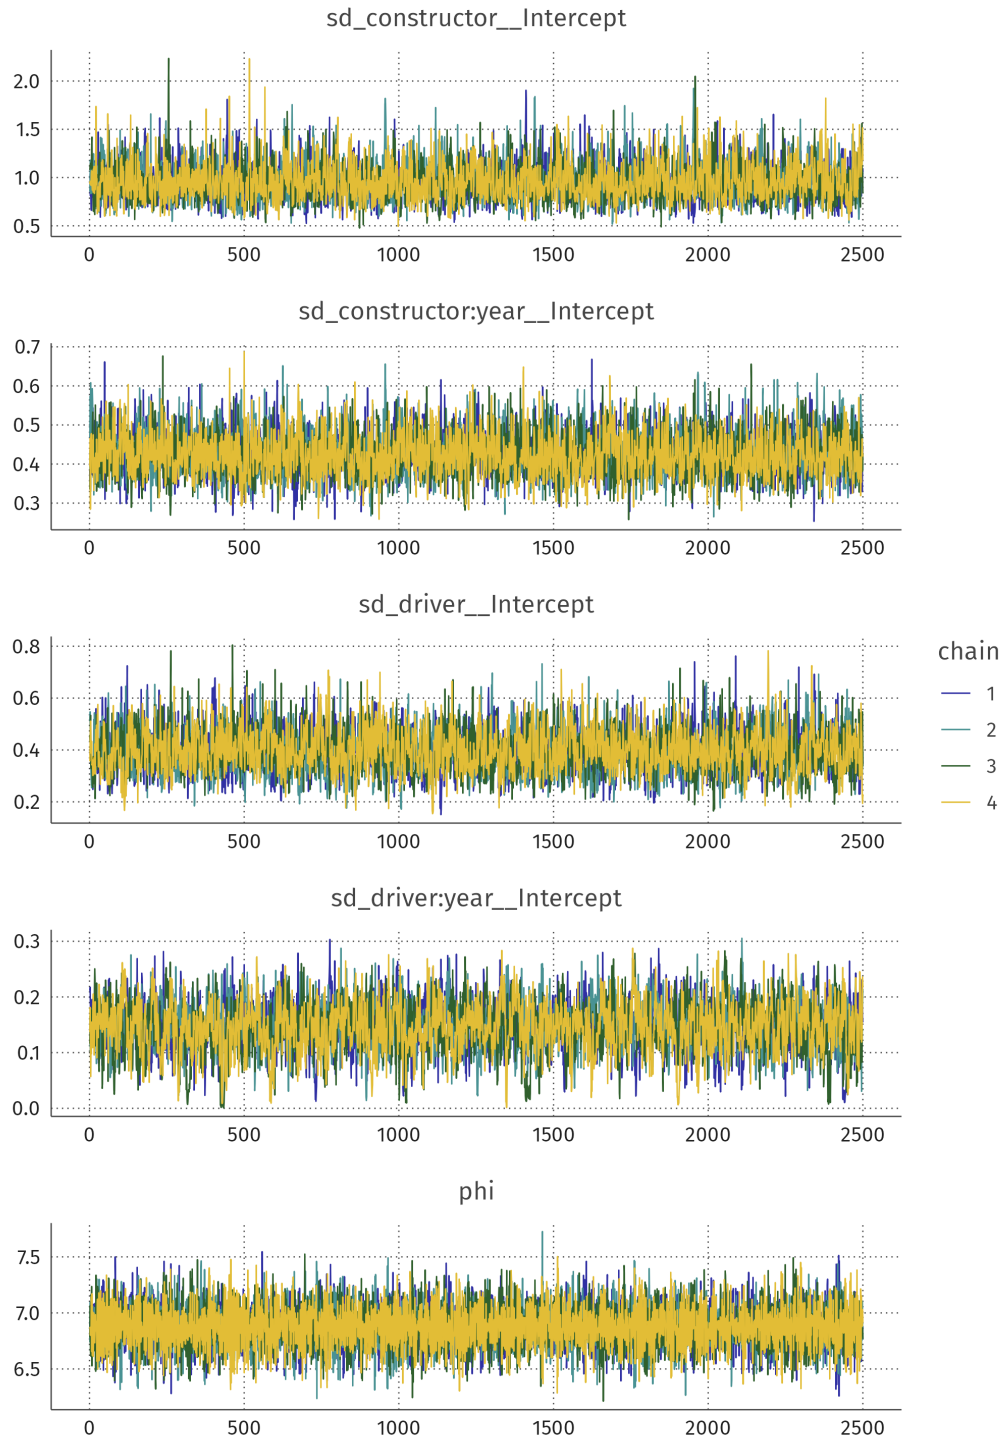 sd_constructor__Intercept
2.0
1.5
1.0
0.5
0 500 1000 1500 2000 2500
sd_constructor:year__Intercept
0.7
0.6
0.5
0.4
0.3
0 500 1000 1500 2000 2500
sd_driver__Intercept
0.8
0.6
0.4
0.2
0 500 1000 1500 2000 2500
chain
1
2
3
4
sd_driver:year__Intercept
0.3
0.2
0.1
0.0
0 500 1000 1500 2000 2500
phi
7.5
7.0
6.5
0 500 1000 1500 2000 2500